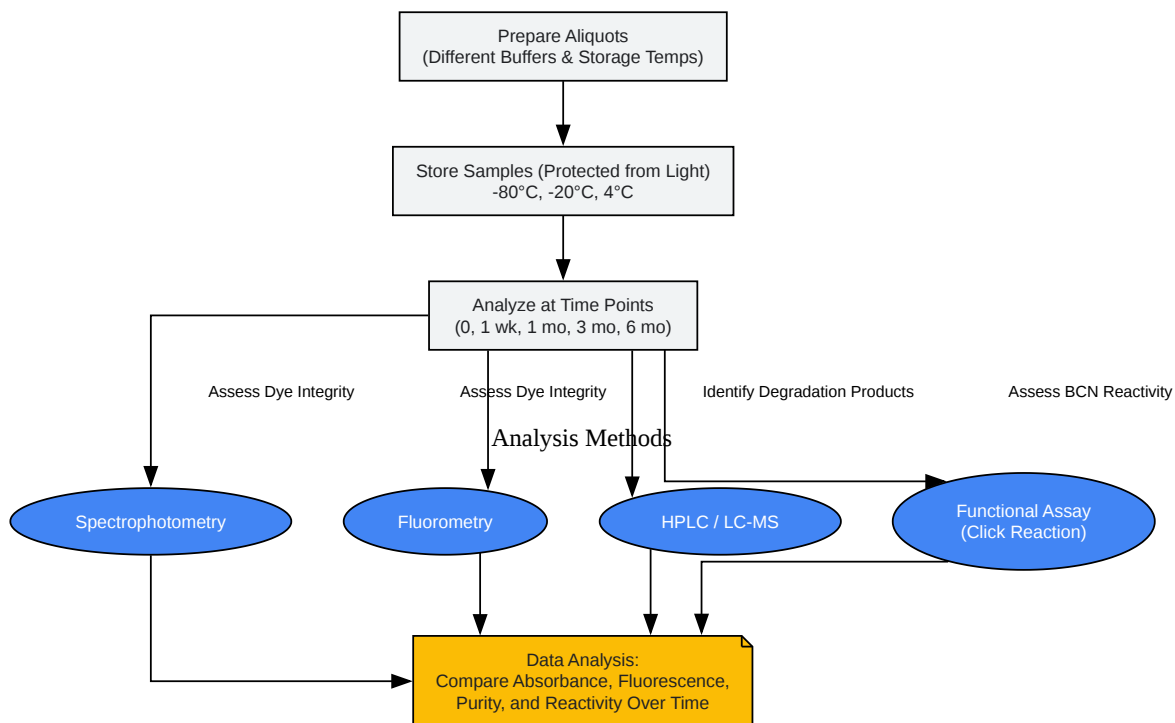 Prepare Aliquots
(Different Buffers & Storage Temps)
Store Samples (Protected from Light)
-80°C, -20°C, 4°C
Analyze at Time Points
(0, 1 wk, 1 mo, 3 mo, 6 mo)
Assess Dye Integrity
Assess Dye Integrity
Identify Degradation Products
Assess BCN Reactivity
Analysis Methods
Spectrophotometry
Fluorometry
HPLC / LC-MS
Functional Assay
(Click Reaction)
Data Analysis:
Compare Absorbance, Fluorescence,
Purity, and Reactivity Over Time